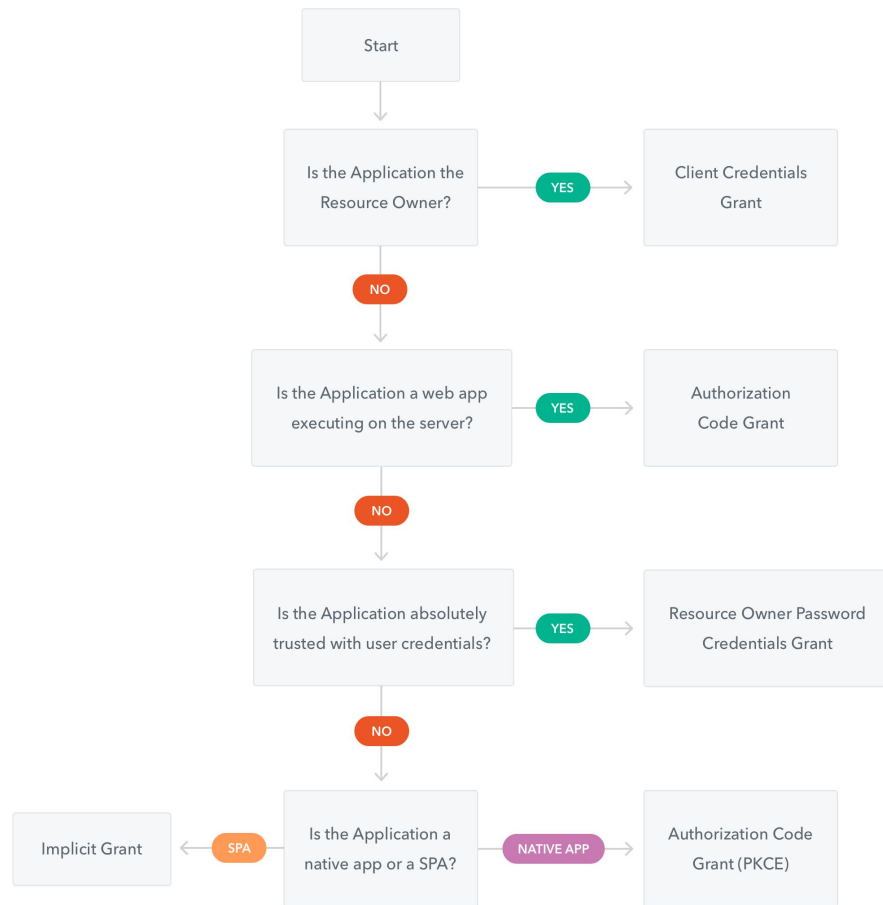 Start
Is the Application the
Resource Owner?
YES
Client Credentials
Grant
NO
Is the Application a web app
executing on the server?
YES
Authorization
Code Grant
NO
Is the Application absolutely
trusted with user credentials?
YES
Resource Owner Password
Credentials Grant
NO
Implicit Grant
SPA
Is the Application a
native app or a SPA?
NATIVE APP
Authorization Code
Grant (PKCE)